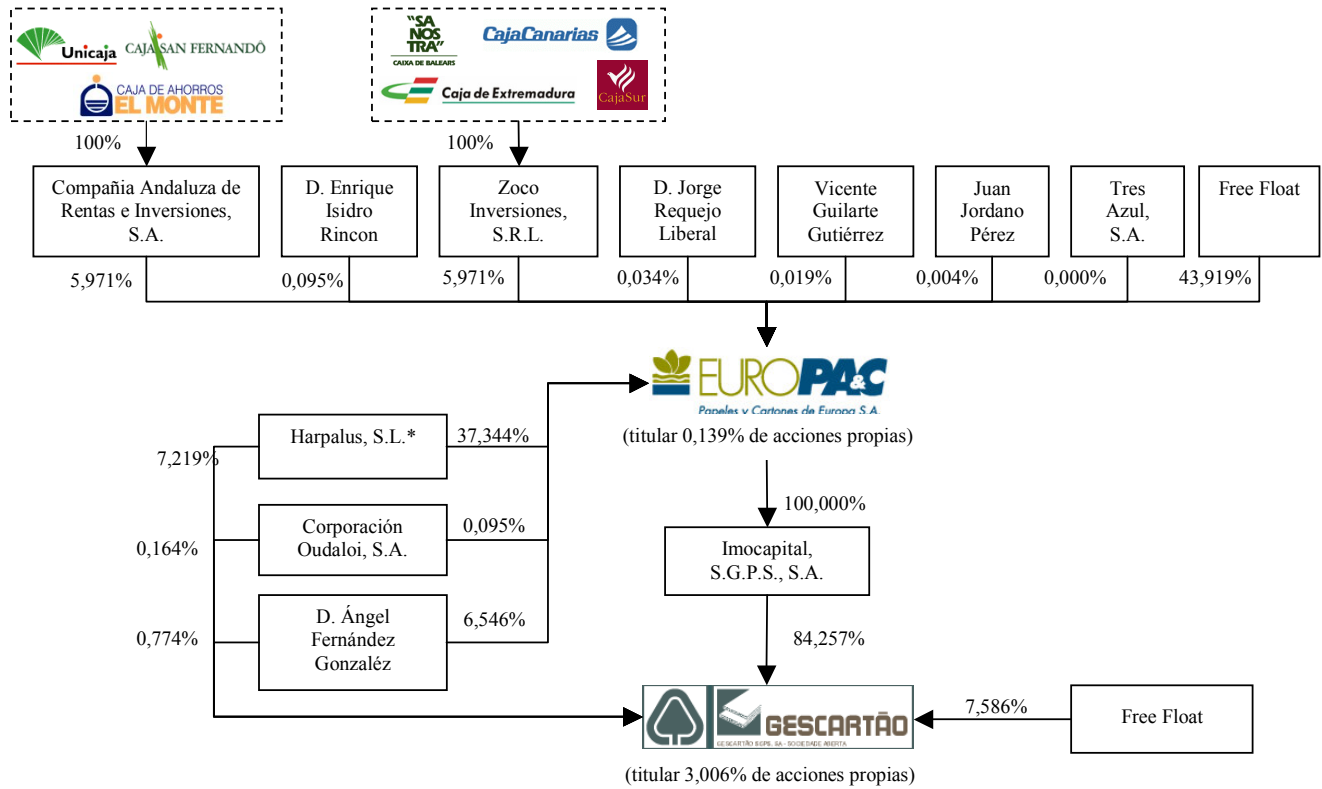 Unicaja
CAJA SAN FERNANDÔ
CAJA DE AHORROS
EL MONTE
"SA
NOS
TRA"
CAIXA DE BALEARS
CajaCanarias
Caja de Extremadura
CajaSur
100%
100%
Compañia Andaluza de
Rentas e Inversiones,
S.A.
D. Enrique
Isidro
Rincon
Zoco
Inversiones,
S.R.L.
D. Jorge
Requejo
Liberal
Vicente
Guilarte
Gutiérrez
Juan
Jordano
Pérez
Tres
Azul,
S.A.
Free Float
5,971%
0,095%
5,971%
0,034%
0,019%
0,004%
0,000%
43,919%
EUROPA&C
Papeles y Cartones de Europa S.A.
(titular 0,139% de acciones propias)
Harpalus, S.L.*
37,344%
7,219%
Corporación
Oudaloi, S.A.
0,095%
0,164%
D. Ángel
Fernández
Gonzaléz
6,546%
0,774%
100,000%
Imocapital,
S.G.P.S., S.A.
84,257%
GESCARTÃO
GESCARTÃO SGPS, SA - SOCIEDADE ABERTA
7,586%
Free Float
(titular 3,006% de acciones propias)